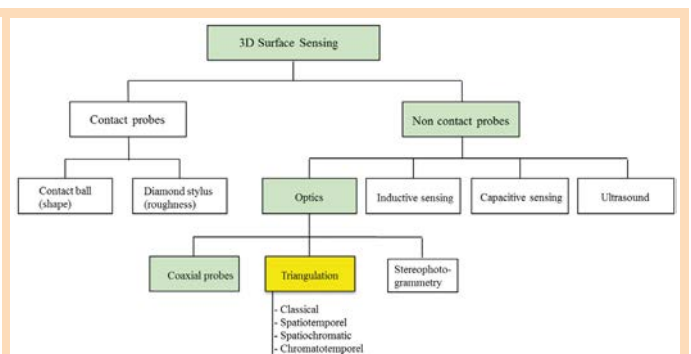 3D Surface Sensing
Contact probes
Non contact probes
Contact ball
(shape)
Diamond stylus
(roughness)
Optics
Inductive sensing
Capacitive sensing
Ultrasound
Coaxial probes
Triangulation
Stereophoto-
grammetry
- Classical
- Spatiotemporel
- Spatiochromatic
- Chromatotemporel